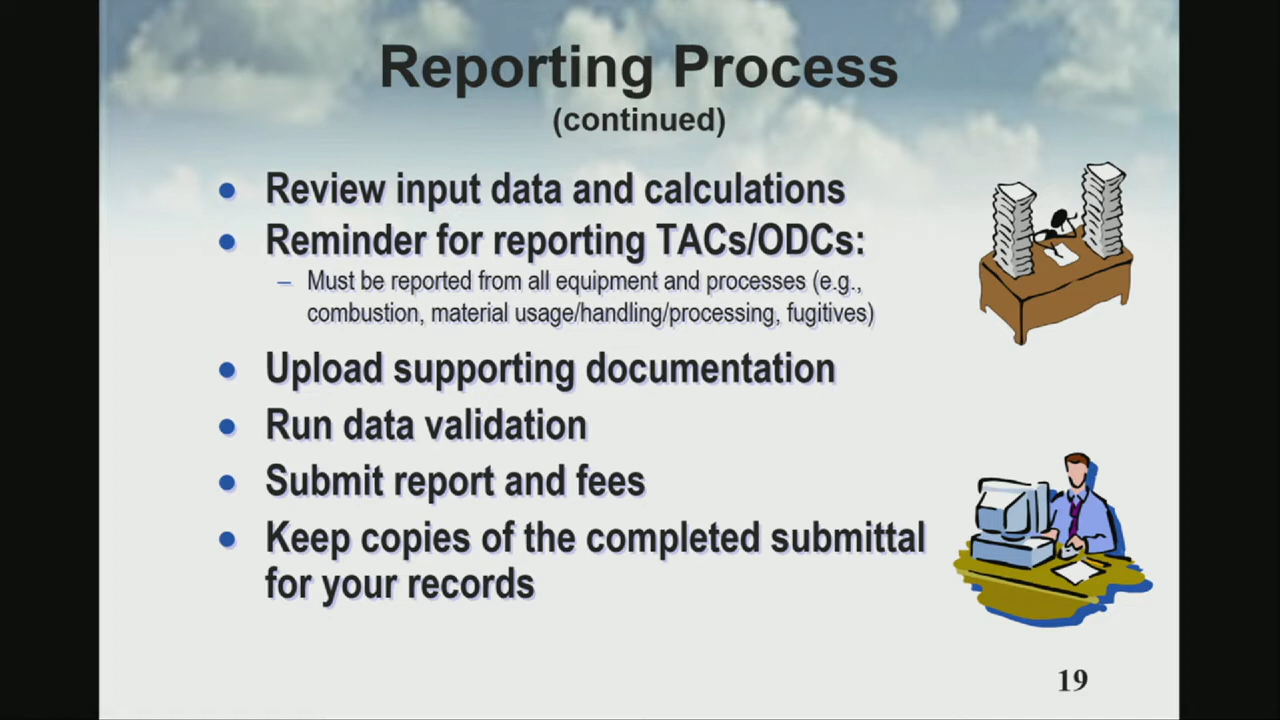 Reporting Process
(continued)
• Review input data and calculations
• Reminder for reporting TACs/ODCs:
– Must be reported from all equipment and processes (e.g.,
combustion, material usage/handling/processing, fugitives)
• Upload supporting documentation
• Run data validation
• Submit report and fees
• Keep copies of the completed submittal
for your records
19